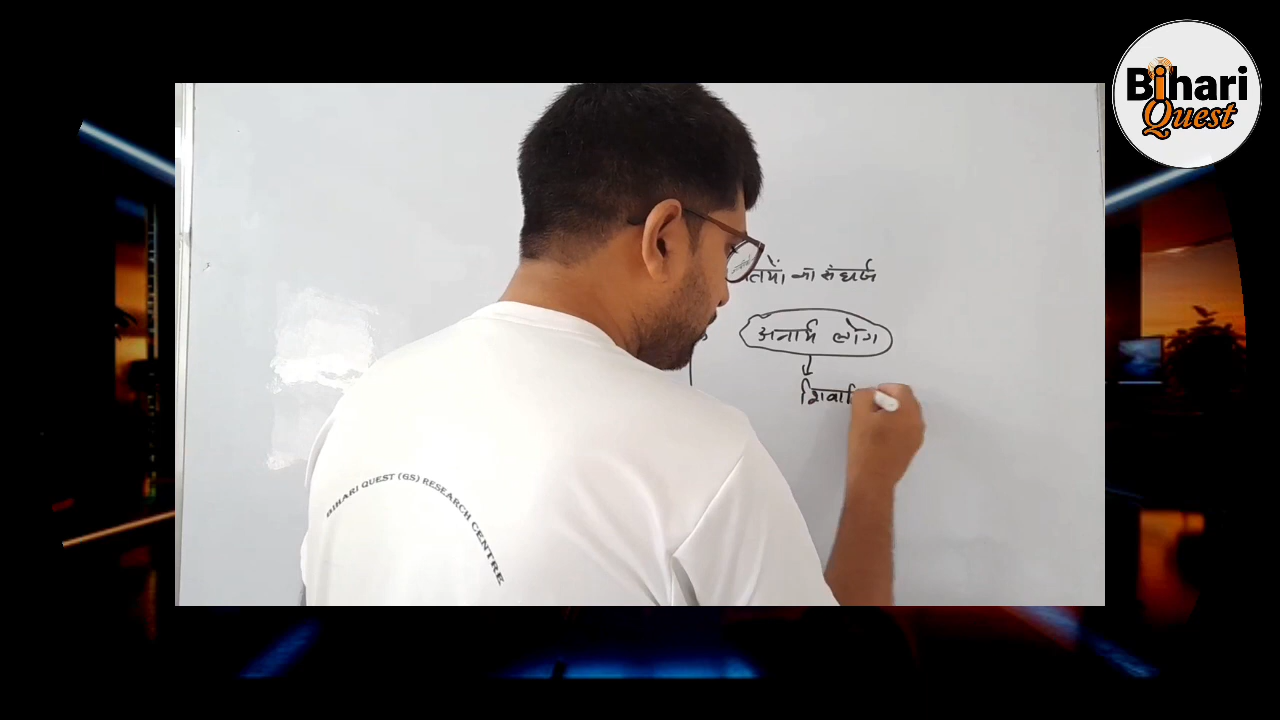 Bihari
Quest
का संघर्ष
अनार्य लोग
BIHARI QUEST (GS) RESEARCH CENTRE